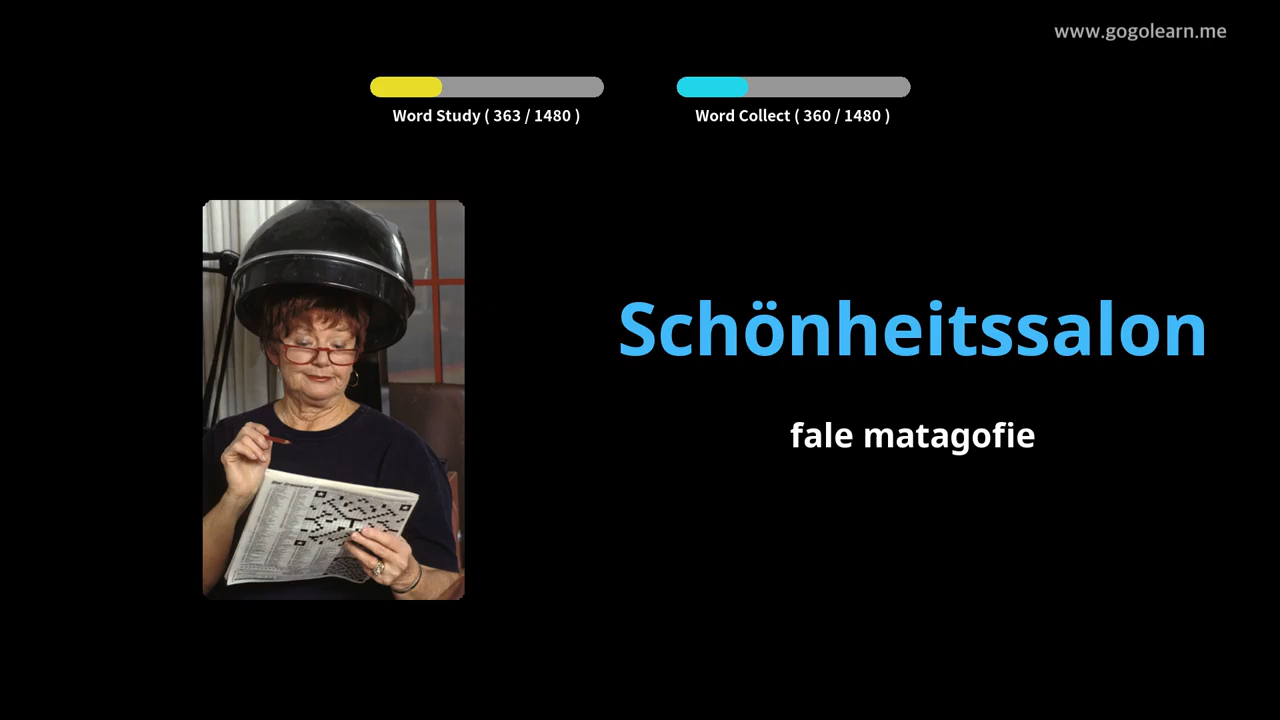 www.gogolearn.me
Word Study ( 363 / 1480 )
Word Collect ( 360 / 1480 )
Schönheitssalon
fale matagofie